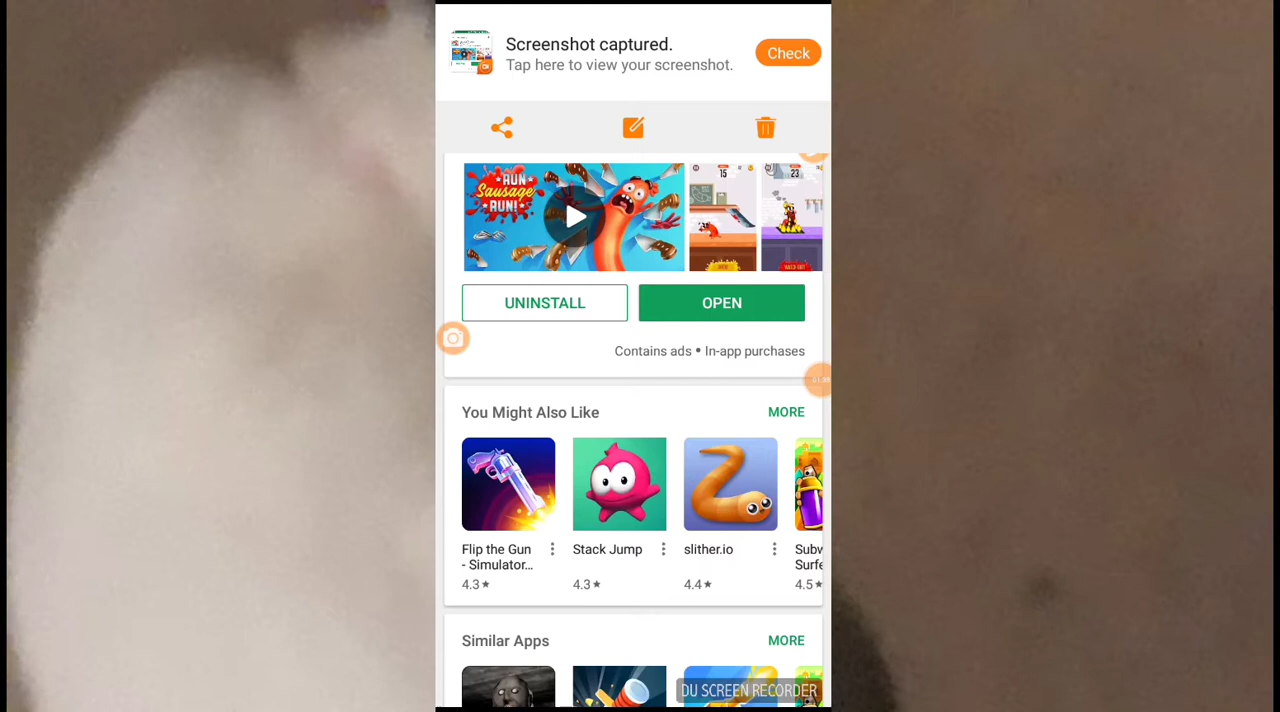 Screenshot captured.
Tap here to view your screenshot.
Check
RUN
Sausage
RUN!
15
23
UNINSTALL
OPEN
Contains ads • In-app purchases
You Might Also Like
MORE
Flip the Gun
- Simulator...
4.3★
Stack Jump
4.3★
slither.io
4.4★
Subw
Surfe
4.5★
Similar Apps
MORE
DU SCREEN RECORDER